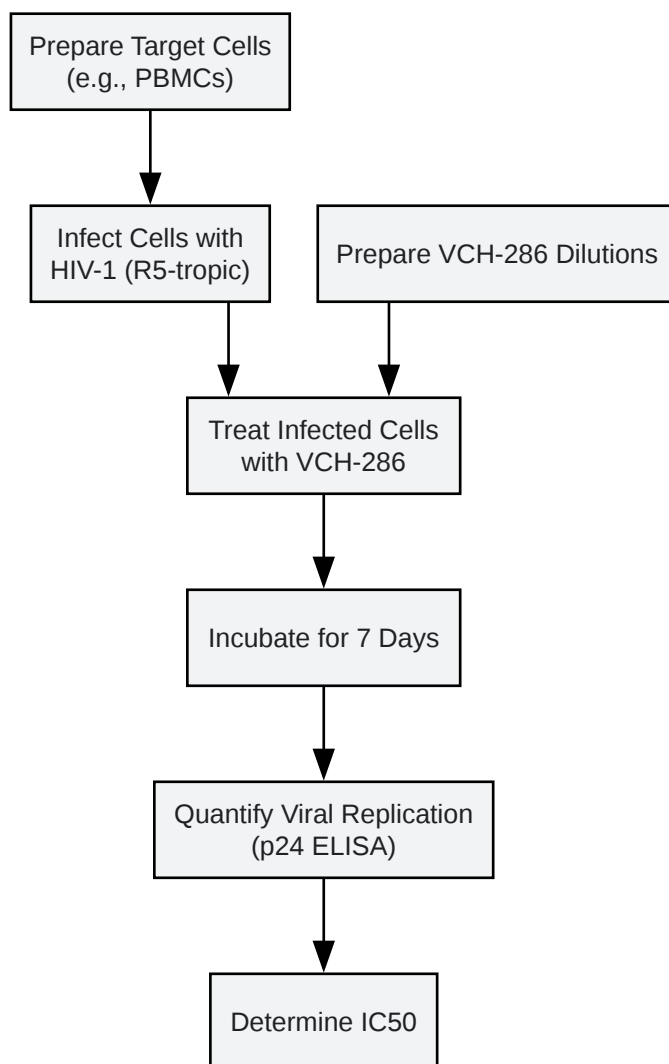 Prepare Target Cells
(e.g., PBMCs)
Infect Cells with
HIV-1 (R5-tropic)
Prepare VCH-286 Dilutions
Treat Infected Cells
with VCH-286
Incubate for 7 Days
Quantify Viral Replication
(p24 ELISA)
Determine IC50